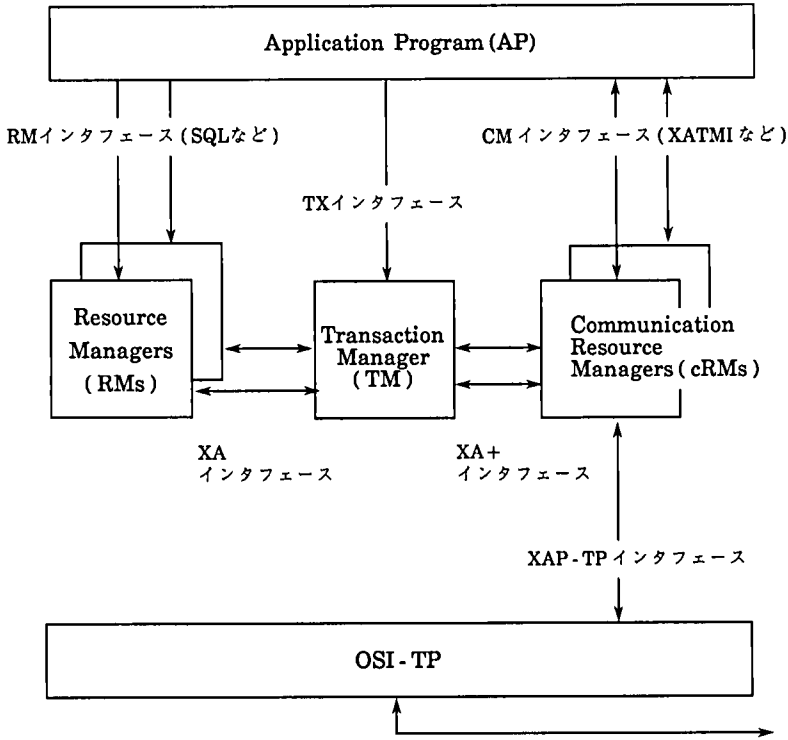 Application Program (AP)
RMインタフェース(SQLなど)
CMインタフェース(XATMIなど)
TXインタフェース
Resource
Managers
(RMs)
Transaction
Manager
(TM)
Communication
Resource
Managers (cRMs)
XA
インタフェース
XA+
インタフェース
XAP-TPインタフェース
OSI-TP